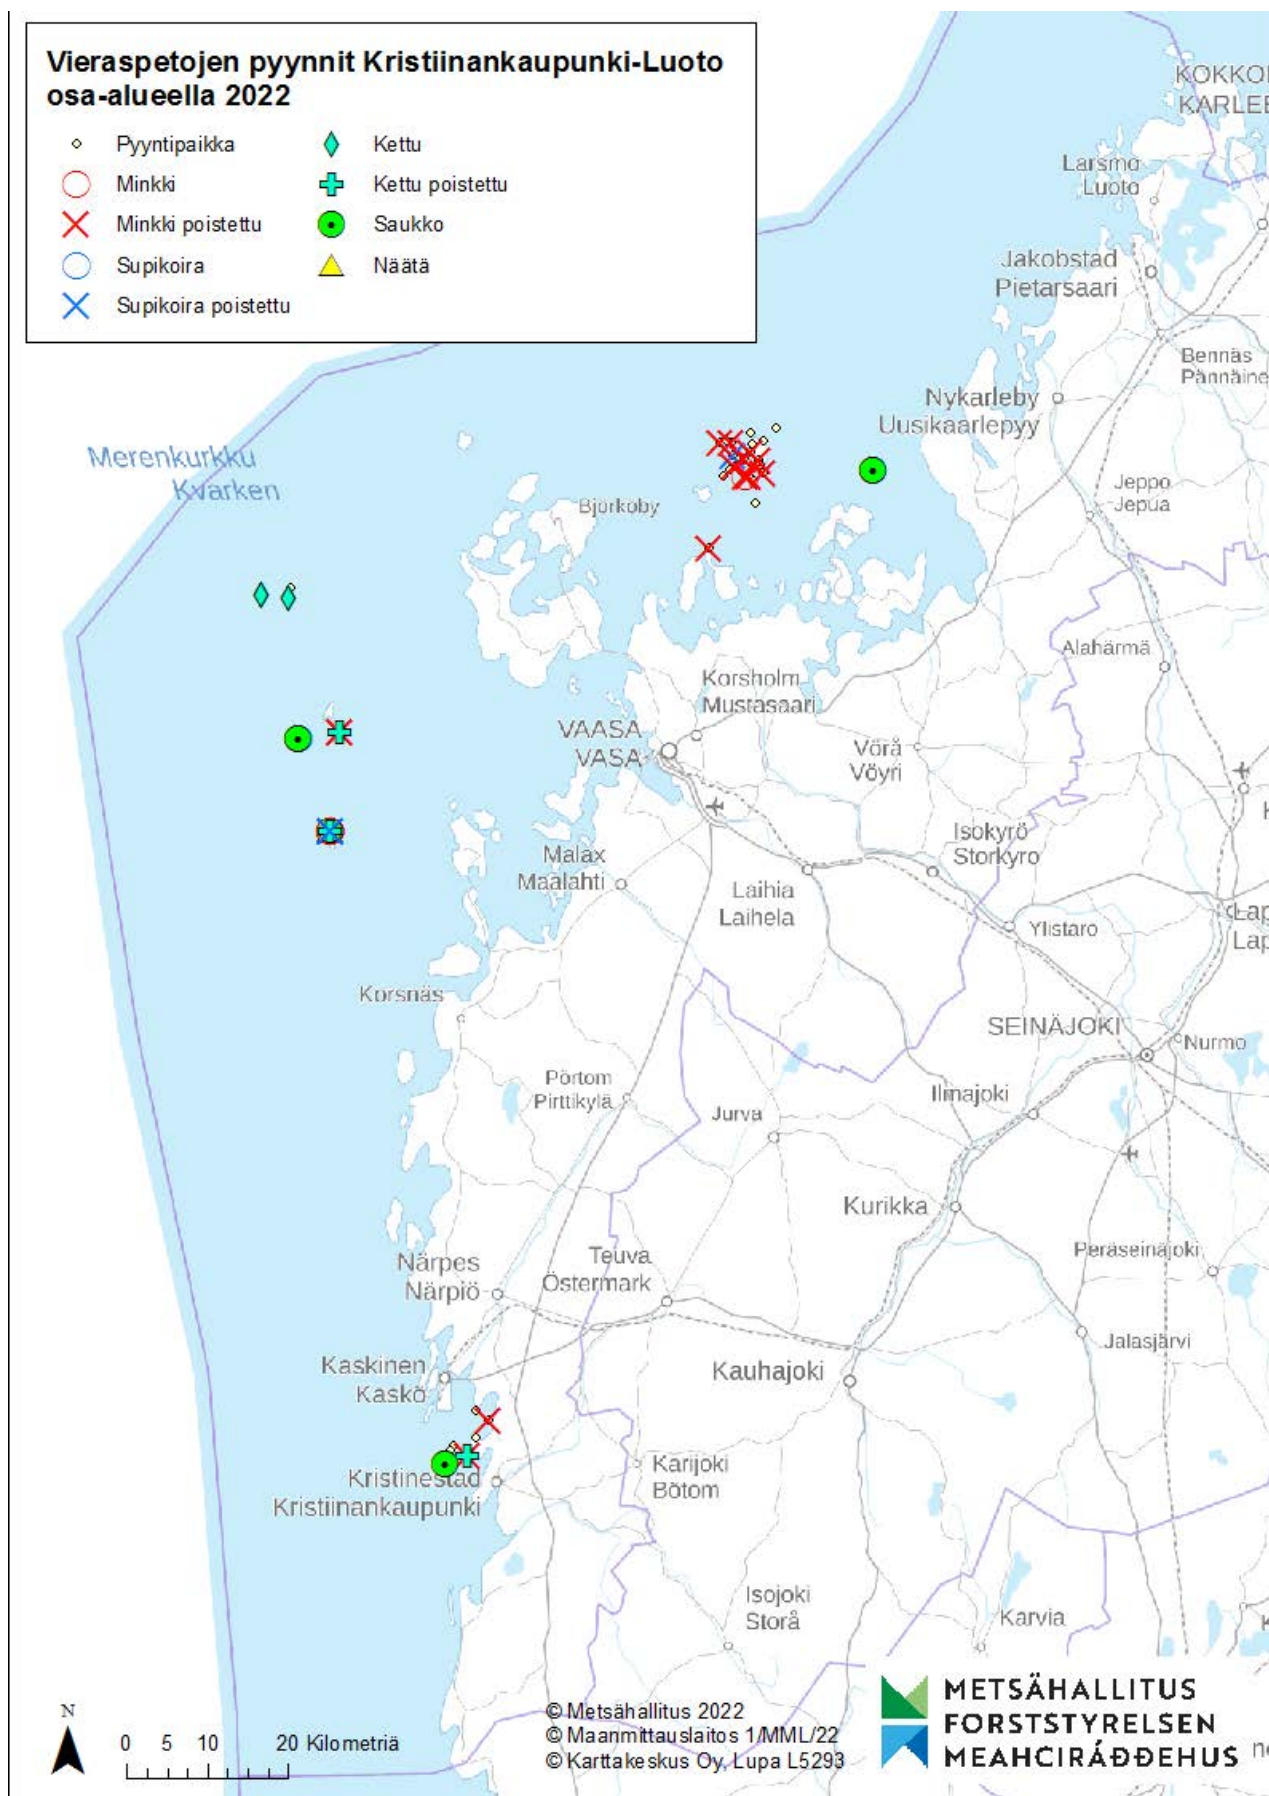 Vieraspetojen pyynnit Kristiinankaupunki-Luoto
osa-alueella 2022
Pyyntipaikka
Minkki
Minkki poistettu
Supikoira
Supikoira poistettu
Kettu
Kettu poistettu
Saukko
Näätä
Larsmo
Luoto
Jakobstad
Pietarsaari
Bennäs
Pännäine
Nykarleby
Uusikaarlepyy
Merenkurkku
Kvarken
Jeppo
Jepua
Björköby
Alahärmä
Korsholm
Mustasaari
VAASA
VASA
Vörå
Vöyri
Isokyrö
Storkyro
Malax
Maalahti
Laihia
Laihela
Lap
Lap
Ylistaro
Korsnäs
SEINÄJOKI
Nurmo
Pörtom
Pirttikylä
Ilmajoki
Jurva
Kurikka
Närpes
Närpiö
Teuva
Östermark
Peräseinäjoki
Jalasjärvi
Kaskinen
Kaskö
Kauhajoki
Karijoki
Bötom
Kristinestad
Kristiinankaupunki
Isojoki
Storå
Karvia
N
0 5 10 20 Kilometriä
© Metsähallitus 2022
© Maanmittauslaitos 1/MML/22
© Karttakeskus Oy, Lupa L5293
METSÄHALLITUS
FORSTSTYRELSEN
MEAHCIRÁĐĐEHUS